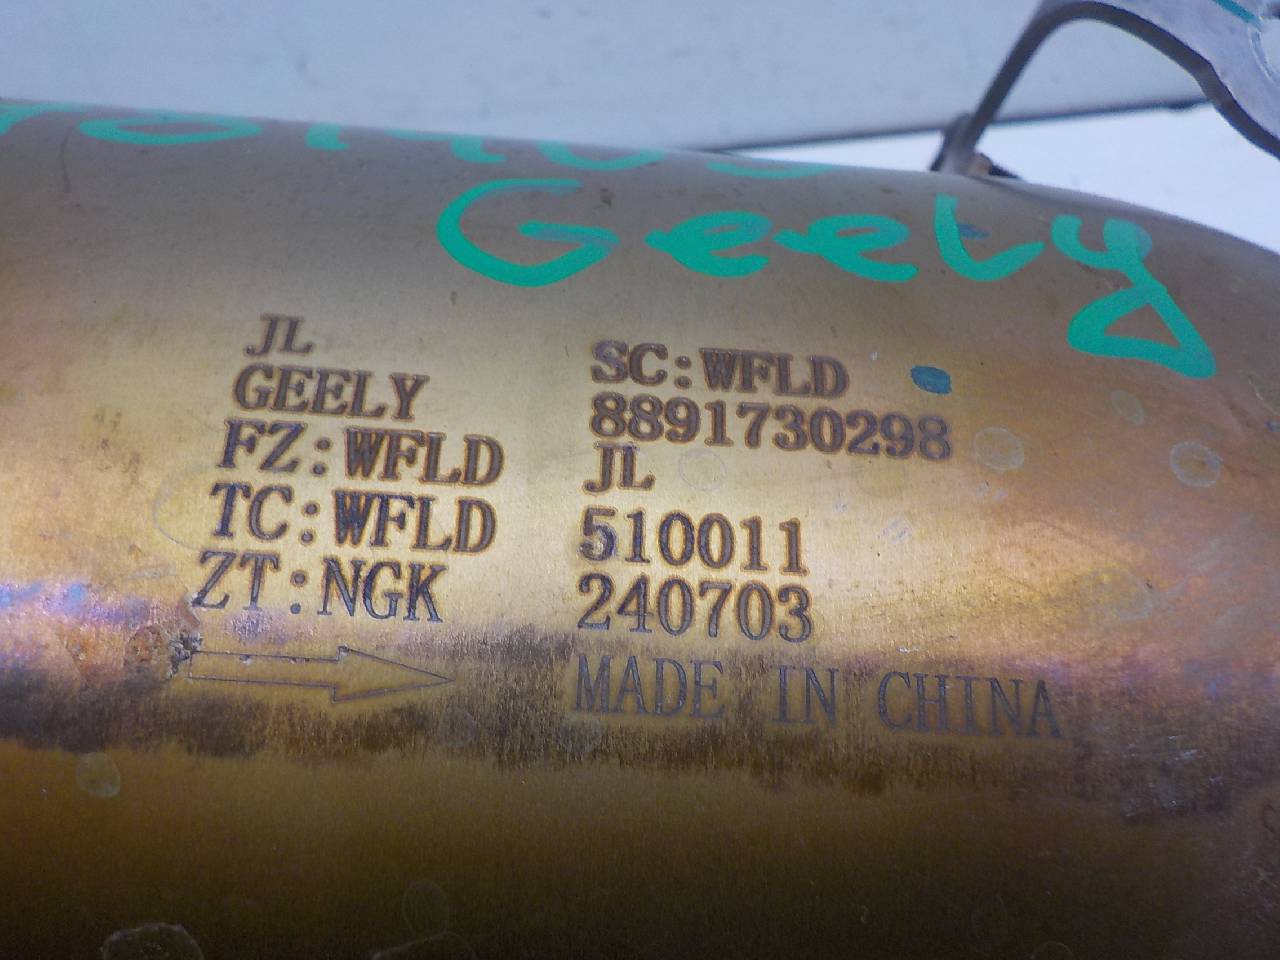 Geely
JL
GEELY
FZ:WFLD
TC:WFLD
ZT:NGK
SC:WFLD
8891730298
JL
510011
240703
MADE IN CHINA